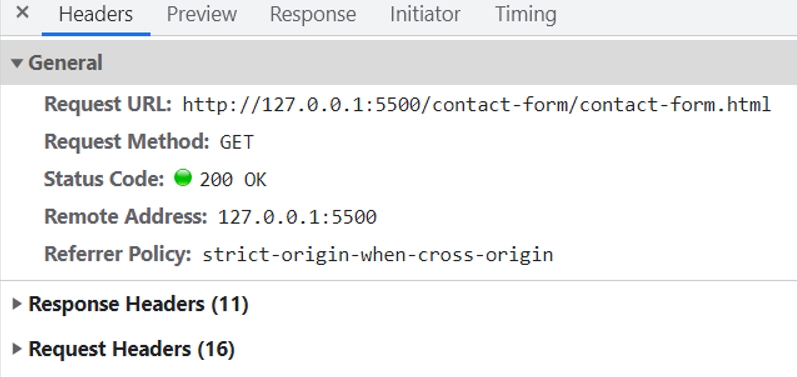 Headers Preview Response Initiator Timing
General
Request URL: http://127.0.0.1:5500/contact-form/contact-form.html
Request Method: GET
Status Code: 200 OK
Remote Address: 127.0.0.1:5500
Referrer Policy: strict-origin-when-cross-origin
Response Headers (11)
Request Headers (16)